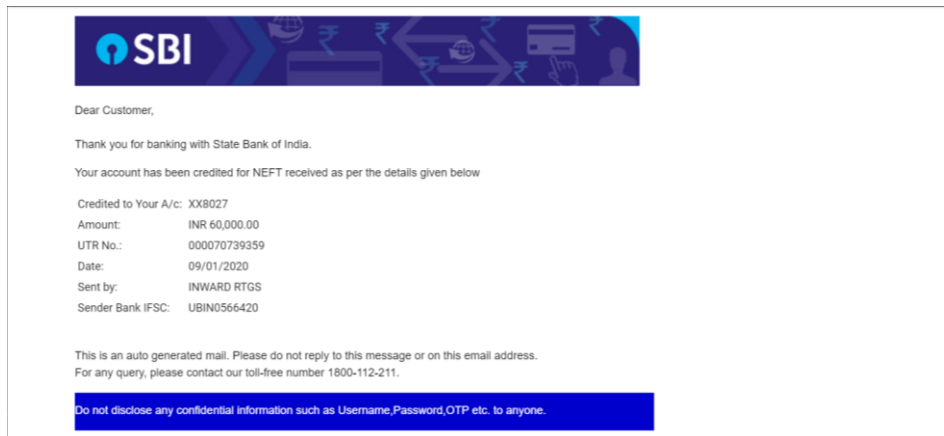 SBI
Dear Customer,
Thank you for banking with State Bank of India.
Your account has been credited for NEFT received as per the details given below
Credited to Your A/c: XX8027
Amount: INR 60,000.00
UTR No.: 000070739359
Date: 09/01/2020
Sent by: INWARD RTGS
Sender Bank IFSC: UBIN0566420
This is an auto generated mail. Please do not reply to this message or on this email address.
For any query, please contact our toll-free number 1800-112-211.
Do not disclose any confidential information such as Username,Password,OTP etc. to anyone.